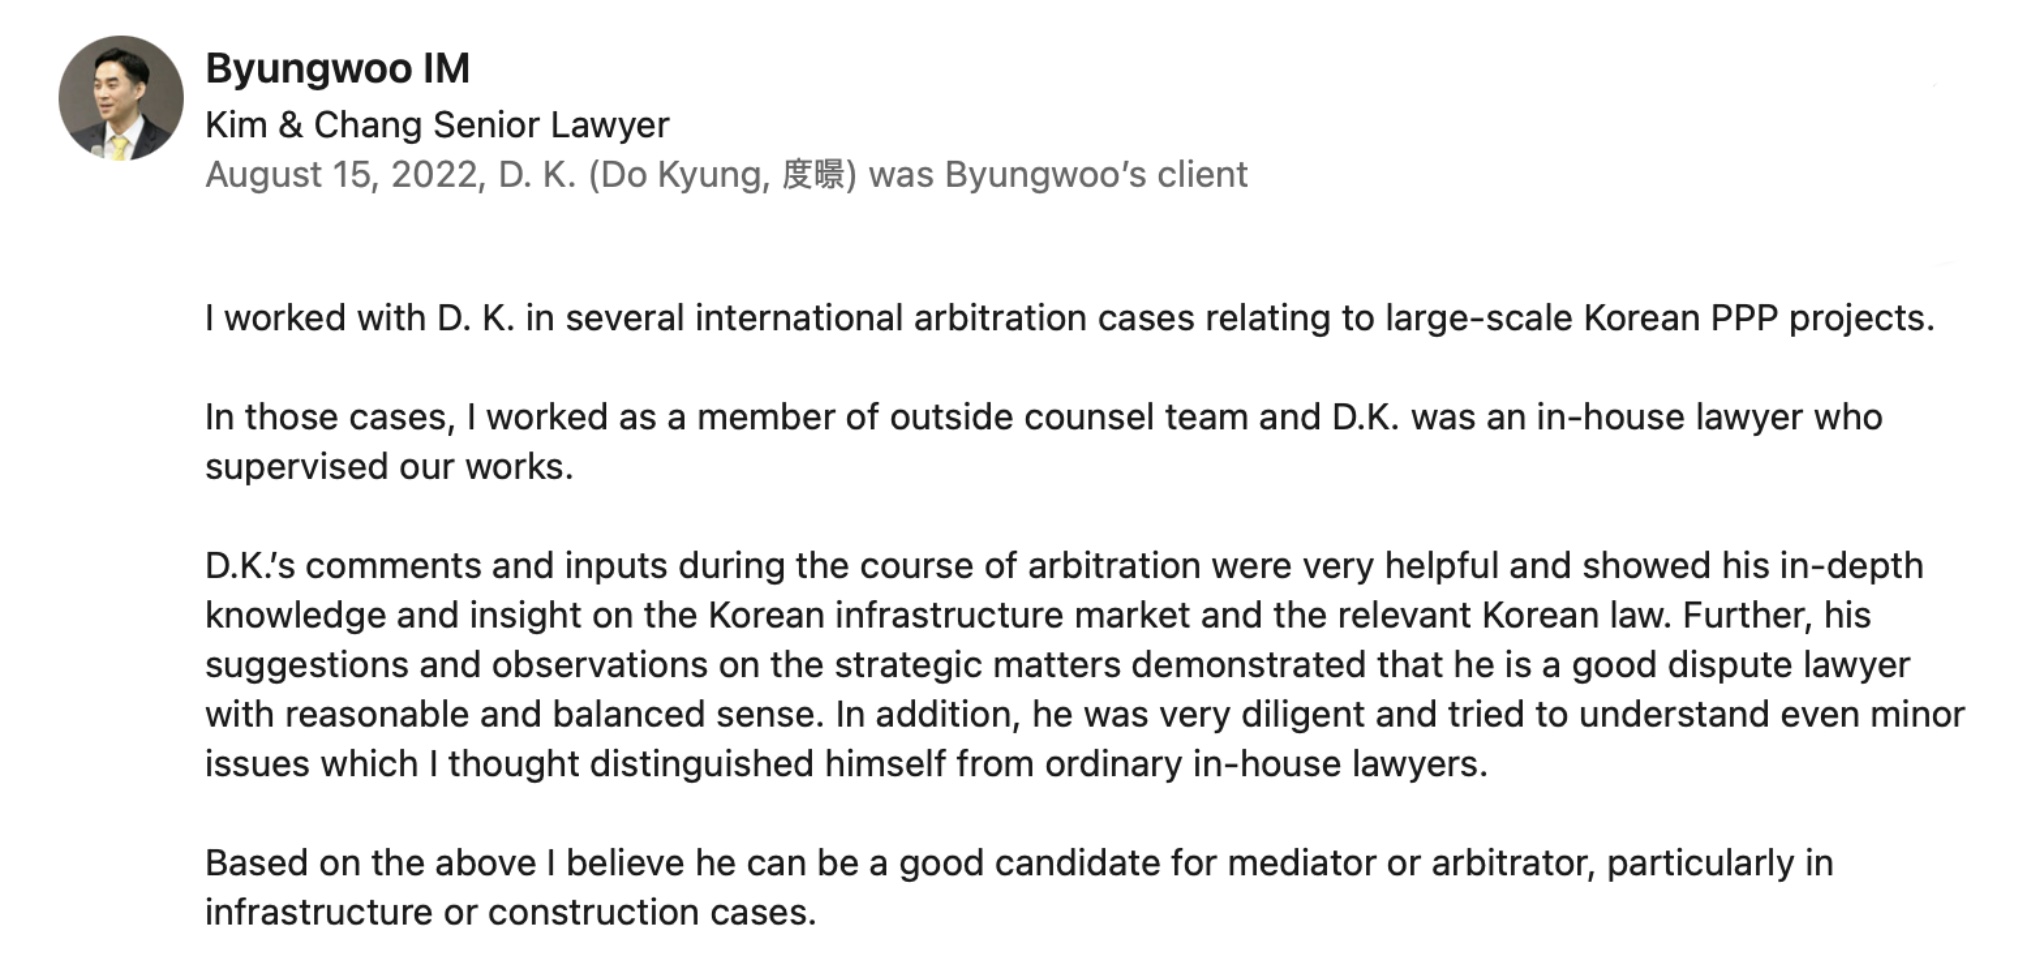 Byungwoo IM
Kim & Chang Senior Lawyer
August 15, 2022, D. K. (Do Kyung, 度暻) was Byungwoo’s client
I worked with D. K. in several international arbitration cases relating to large-scale Korean PPP projects.
In those cases, I worked as a member of outside counsel team and D.K. was an in-house lawyer who
supervised our works.
D.K.’s comments and inputs during the course of arbitration were very helpful and showed his in-depth
knowledge and insight on the Korean infrastructure market and the relevant Korean law. Further, his
suggestions and observations on the strategic matters demonstrated that he is a good dispute lawyer
with reasonable and balanced sense. In addition, he was very diligent and tried to understand even minor
issues which I thought distinguished himself from ordinary in-house lawyers.
Based on the above I believe he can be a good candidate for mediator or arbitrator, particularly in
infrastructure or construction cases.